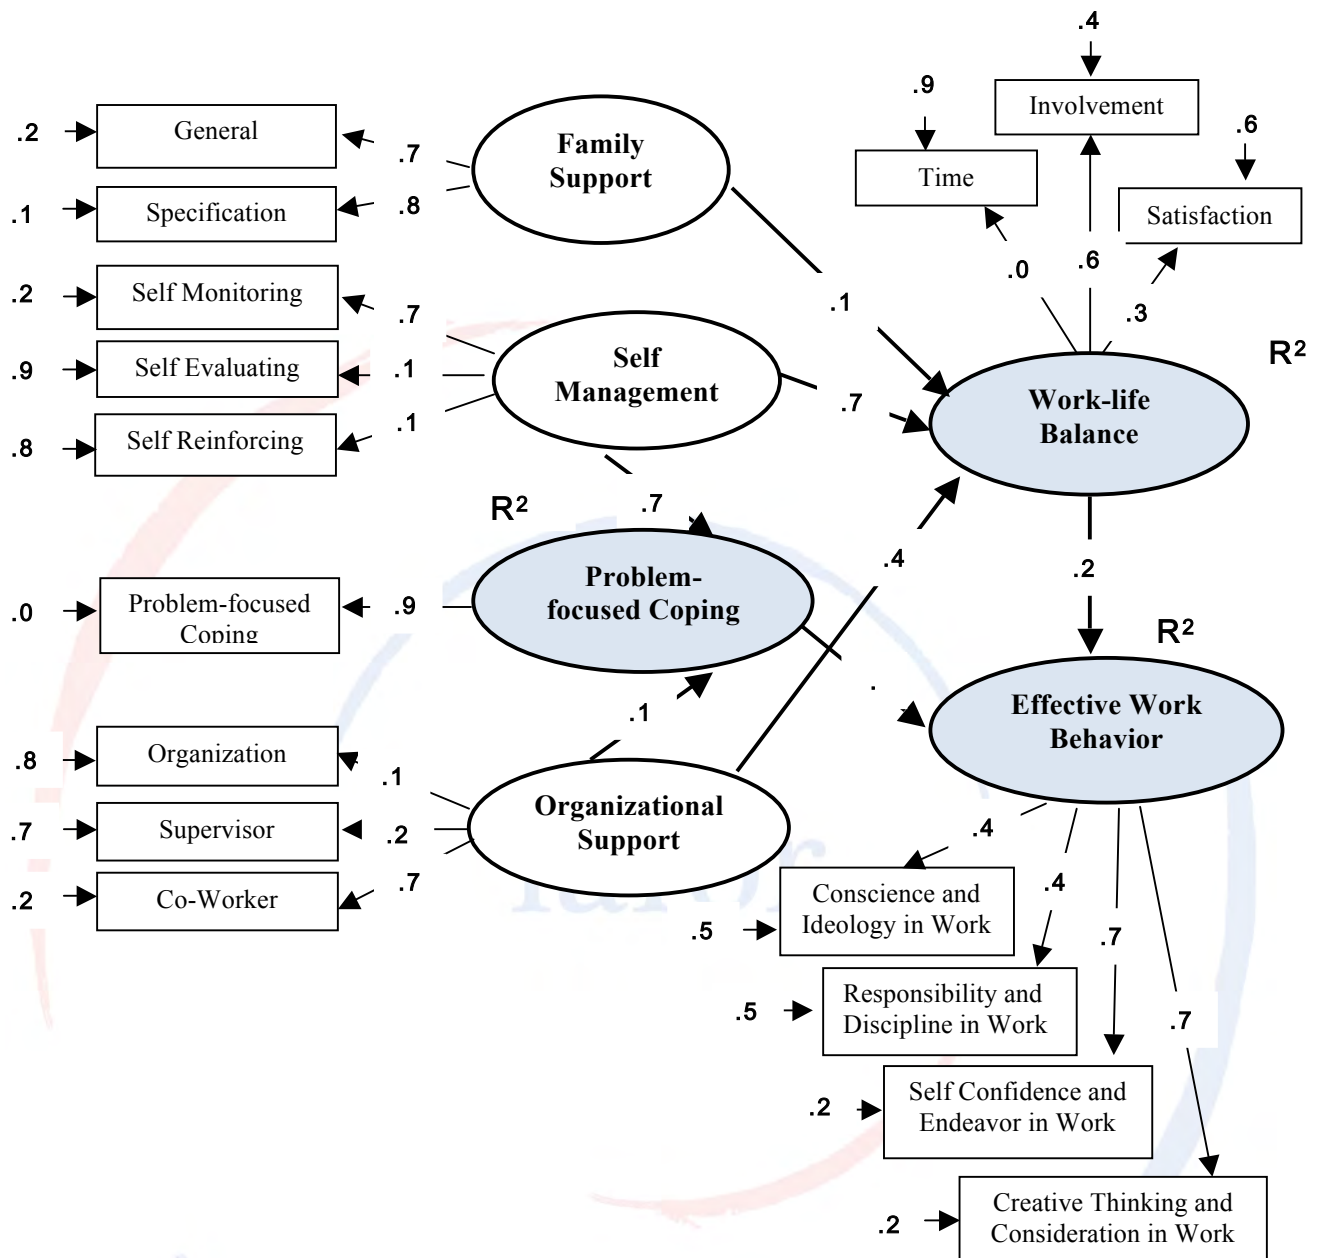 .4
.9
Involvement
.2
General
Family
Support
.6
.7
Time
.1
Specification
.8
Satisfaction
.0
.6
.2
Self Monitoring
.1
.3
.7
R²
.9
Self Evaluating
.1
Self
Management
.7
Work-life
Balance
.8
Self Reinforcing
.1
R²
.7
.4
.2
Problem-
focused Coping
.0
Problem-focused
Coping
.9
R²
.
.1
Effective Work
Behavior
.8
Organization
.1
Organizational
Support
.7
Supervisor
.2
.4
.2
Co-Worker
.7
.4
Conscience and
Ideology in Work
.5
.7
Responsibility and
Discipline in Work
.5
.7
Self Confidence and
Endeavor in Work
.2
Creative Thinking and
Consideration in Work
.2